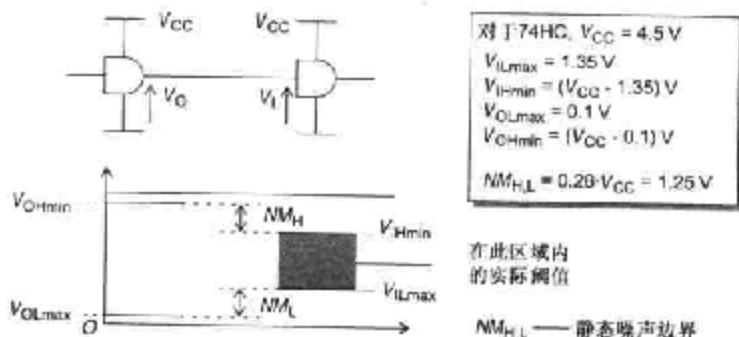 VCC VCC
VO VI
VOHmin
NMH
VIHmin
VILmax
NML
VOLmax
O
对于74HC, VCC = 4.5 V
VILmax = 1.35 V
VIHmin = (VCC - 1.35) V
VOLmax = 0.1 V
VOHmin = (VCC - 0.1) V
NMH,L = 0.28·VCC = 1.25 V
在此区域内
的实际阈值
NMH,L —— 静态噪声边界